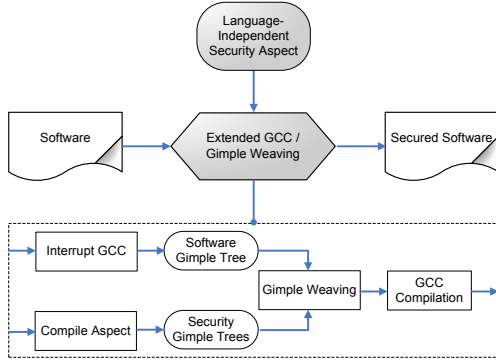 Language-
Independent
Security Aspect
Software
Extended GCC /
Gimple Weaving
Secured Software
Interrupt GCC
Software
Gimple Tree
Gimple Weaving
GCC
Compilation
Compile Aspect
Security
Gimple Trees